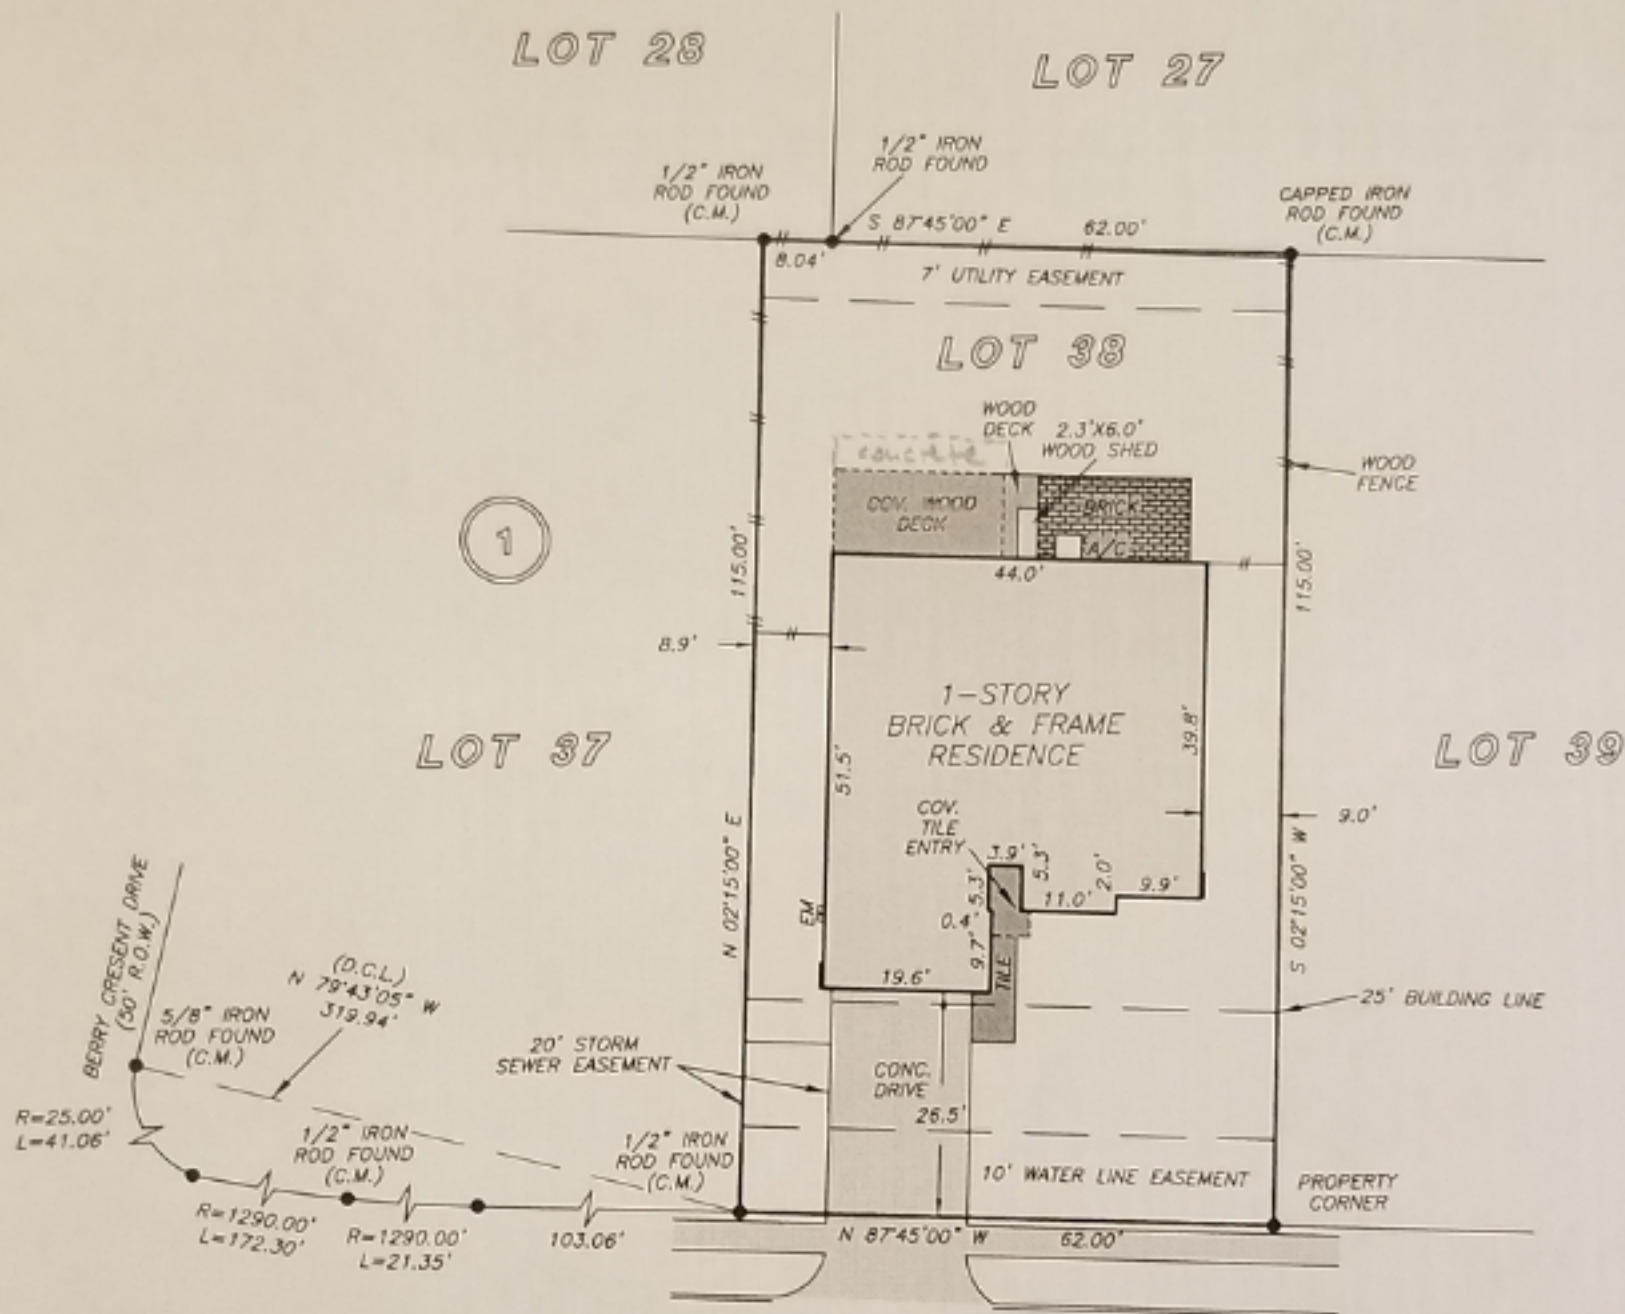 LOT 28
LOT 27
1/2" IRON
ROD FOUND
1/2" IRON
ROD FOUND
(C.M.)
CAPPED IRON
ROD FOUND
(C.M.)
S 87°45'00" E
62.00'
8.04'
7' UTILITY EASEMENT
LOT 38
WOOD
DECK
2.3'X6.0'
WOOD SHED
concrete
WOOD
FENCE
COV. WOOD
DECK
BRICK
A/C
1
115.00'
44.0'
115.00'
8.9'
1-STORY
BRICK & FRAME
RESIDENCE
LOT 37
LOT 39
51.5'
39.8'
COV.
TILE
ENTRY
9.0'
3.9'
5.3'
5.3'
2.0'
11.0'
9.9'
0.4'
9.7'
TILE
19.6'
EM
N 02°15'00" E
S 02°15'00" W
BERRY CRESENT DRIVE
(50' R.O.W.)
(D.C.L.)
N 79°43'05" W
319.94'
25' BUILDING LINE
5/8" IRON
ROD FOUND
(C.M.)
20' STORM
SEWER EASEMENT
CONC.
DRIVE
26.5'
R=25.00'
L=41.06'
1/2" IRON
ROD FOUND
(C.M.)
1/2" IRON
ROD FOUND
(C.M.)
10' WATER LINE EASEMENT
PROPERTY
CORNER
R=1290.00'
L=172.30'
R=1290.00'
L=21.35'
103.06'
N 87°45'00" W
62.00'